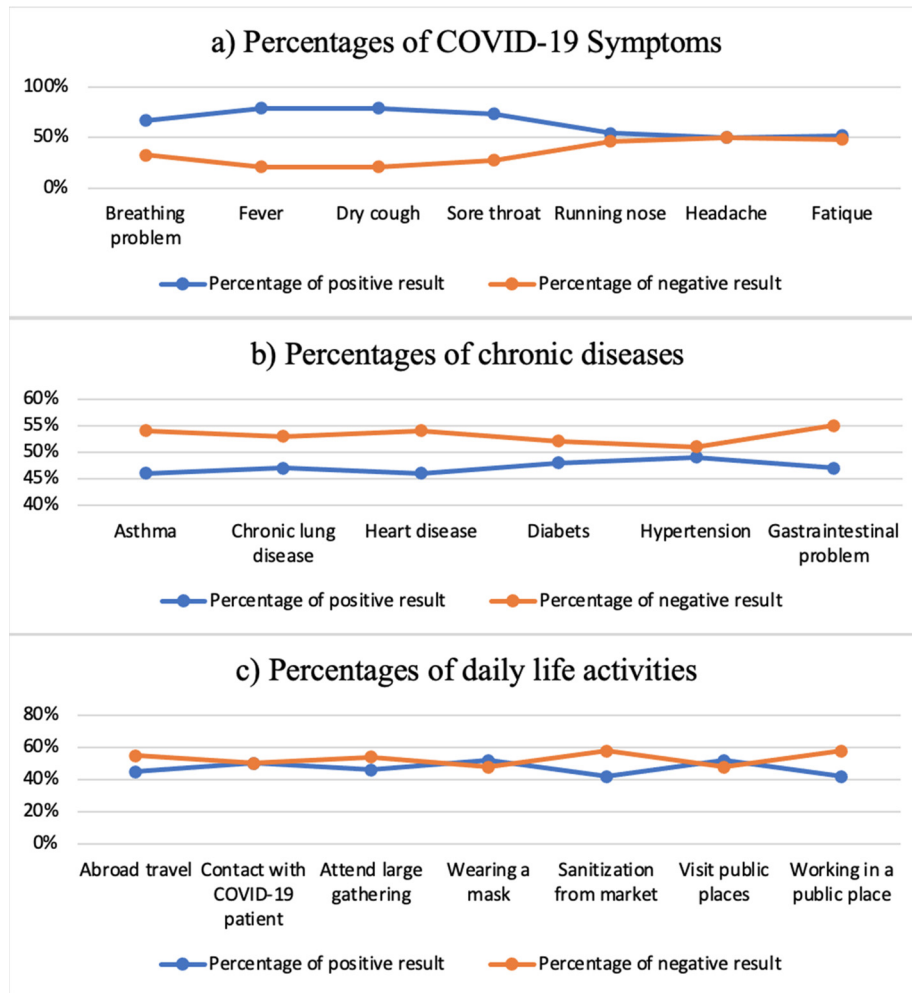 a) Percentages of COVID-19 Symptoms
100%
50%
0%
Breathing problem Fever Dry cough Sore throat Running nose Headache Fatique
Percentage of positive result Percentage of negative result
b) Percentages of chronic diseases
60%
55%
50%
45%
40%
Asthma Chronic lung disease Heart disease Diabets Hypertension Gastraintestinal problem
Percentage of positive result Percentage of negative result
c) Percentages of daily life activities
80%
60%
40%
20%
0%
Abroad travel Contact with COVID-19 patient Attend large gathering Wearing a mask Sanitization from market Visit public places Working in a public place
Percentage of positive result Percentage of negative result